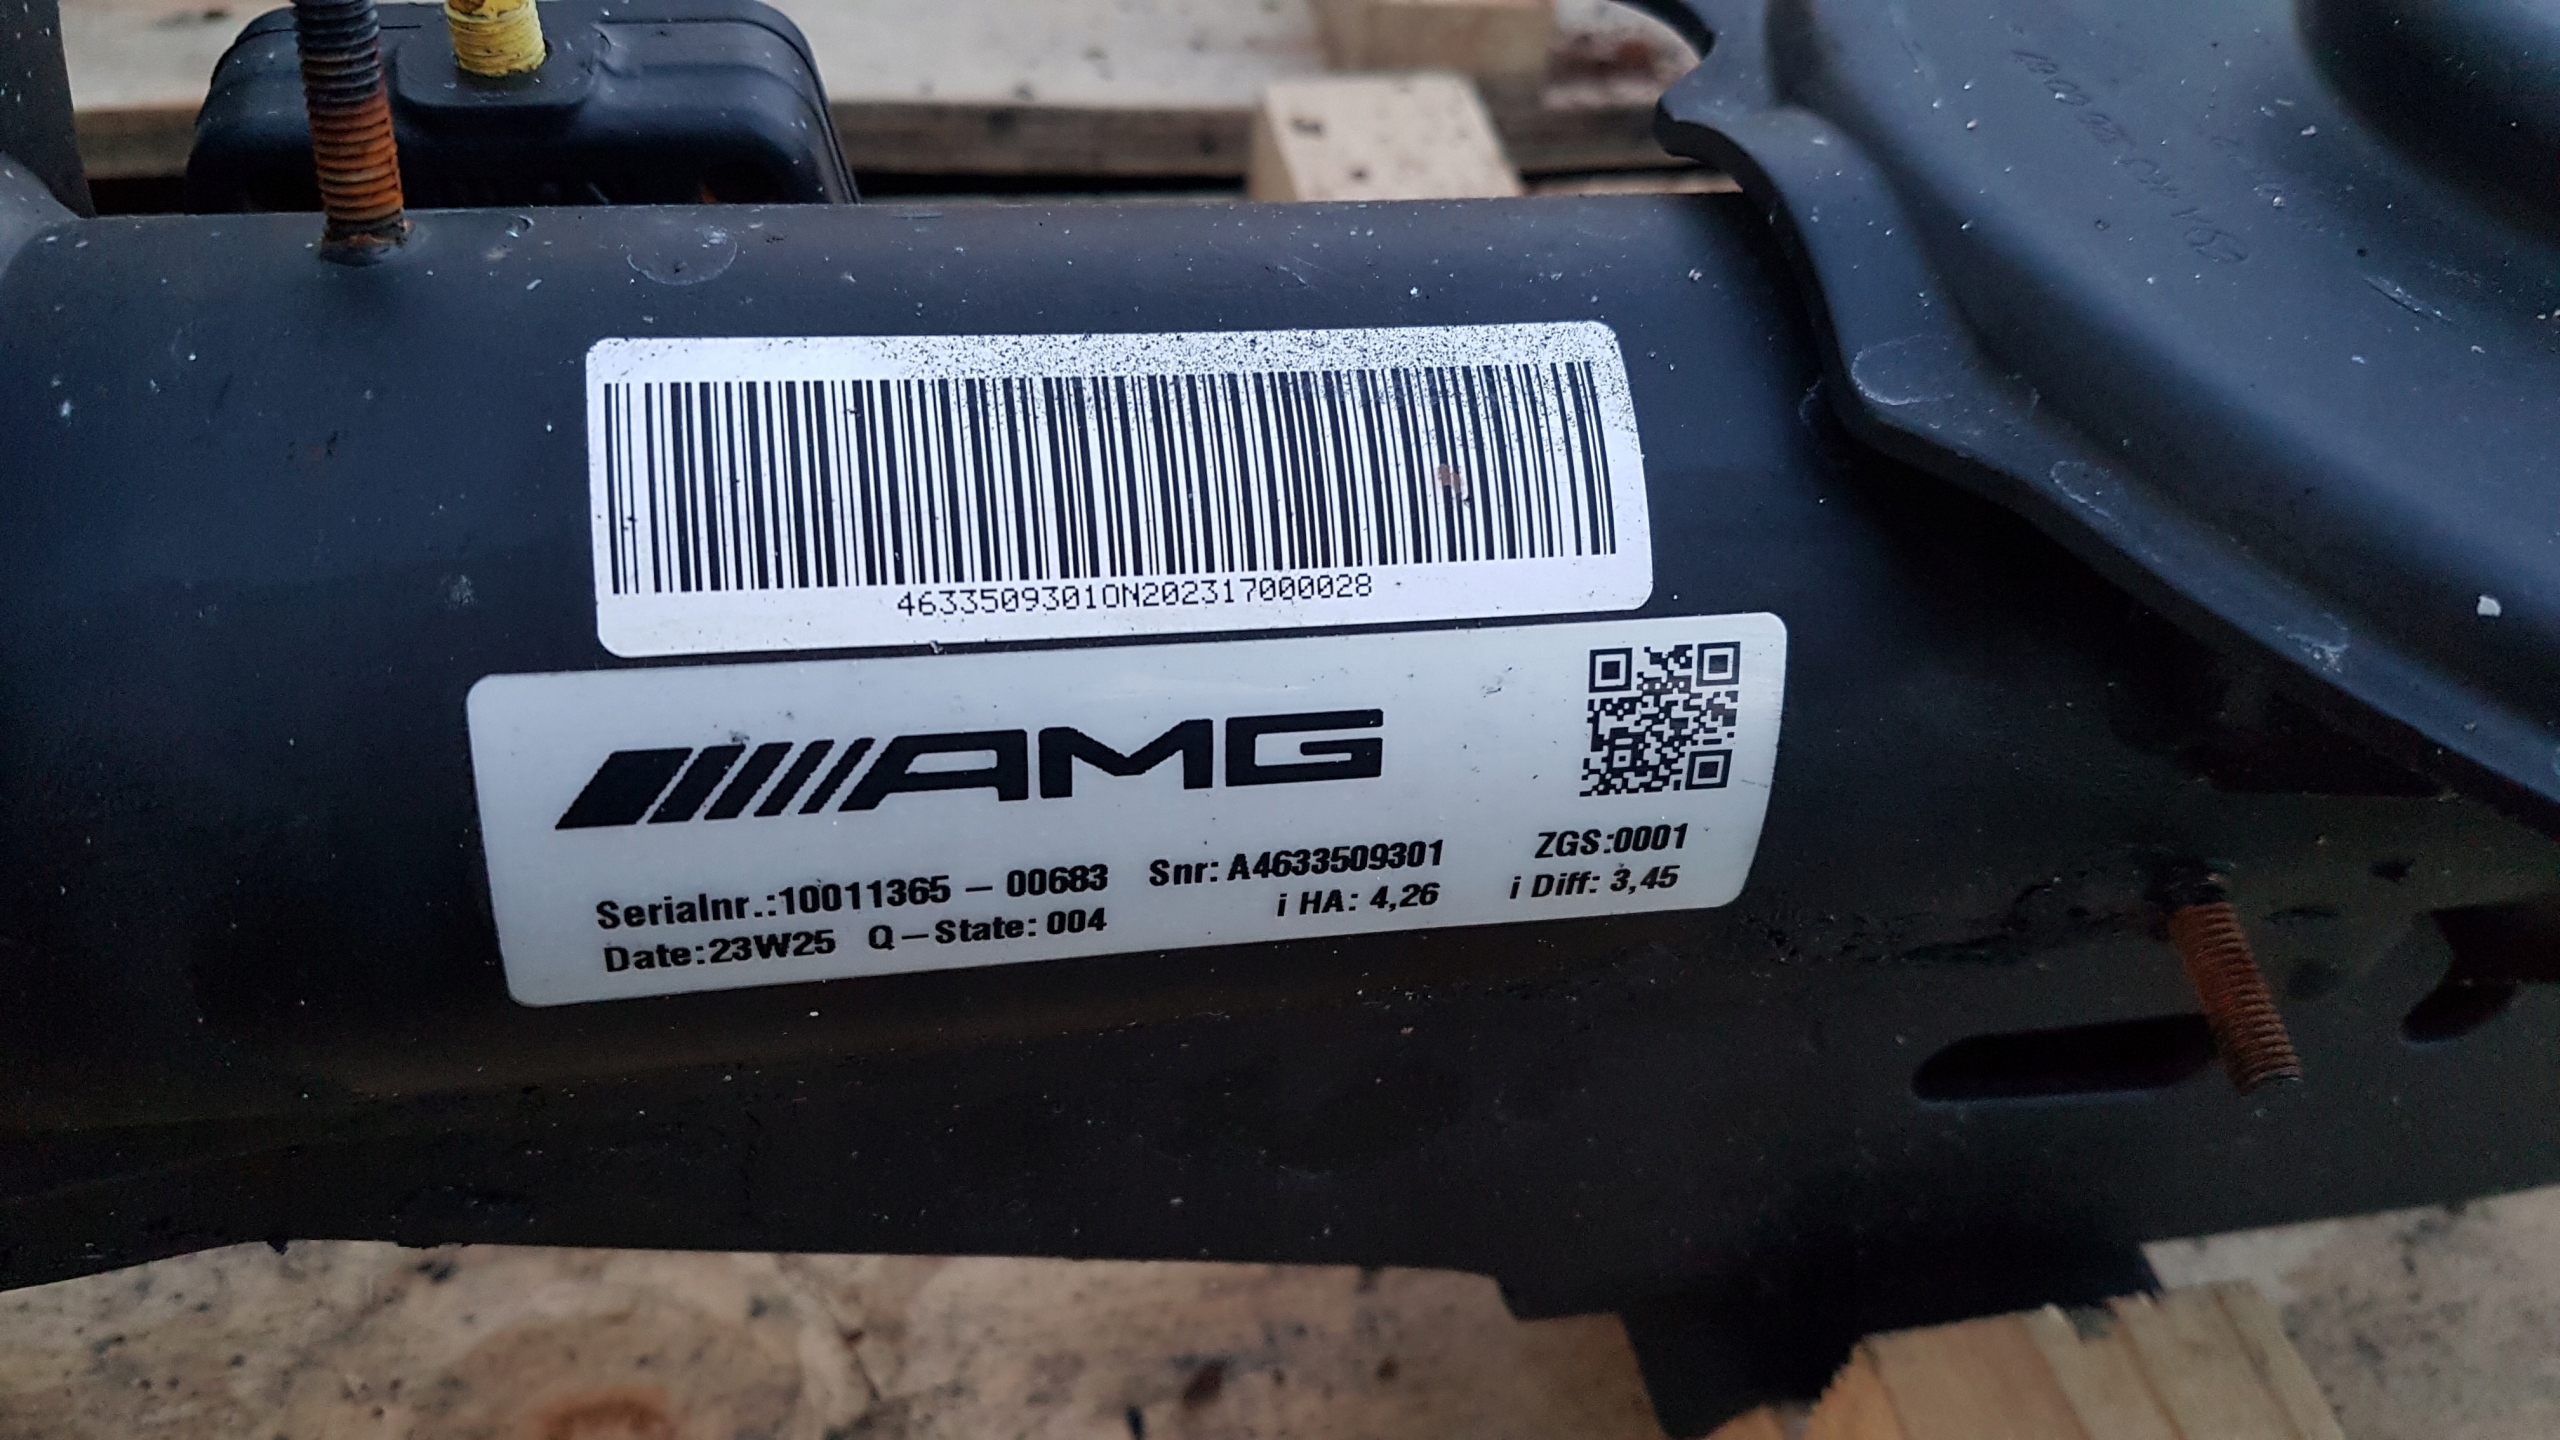 46335093010N202317000028
AMG
Serialnr.:10011365 – 00683 Snr: A4633509301 ZGS:0001
Date:23W25 Q–State: 004 i HA: 4,26 i Diff: 3,45